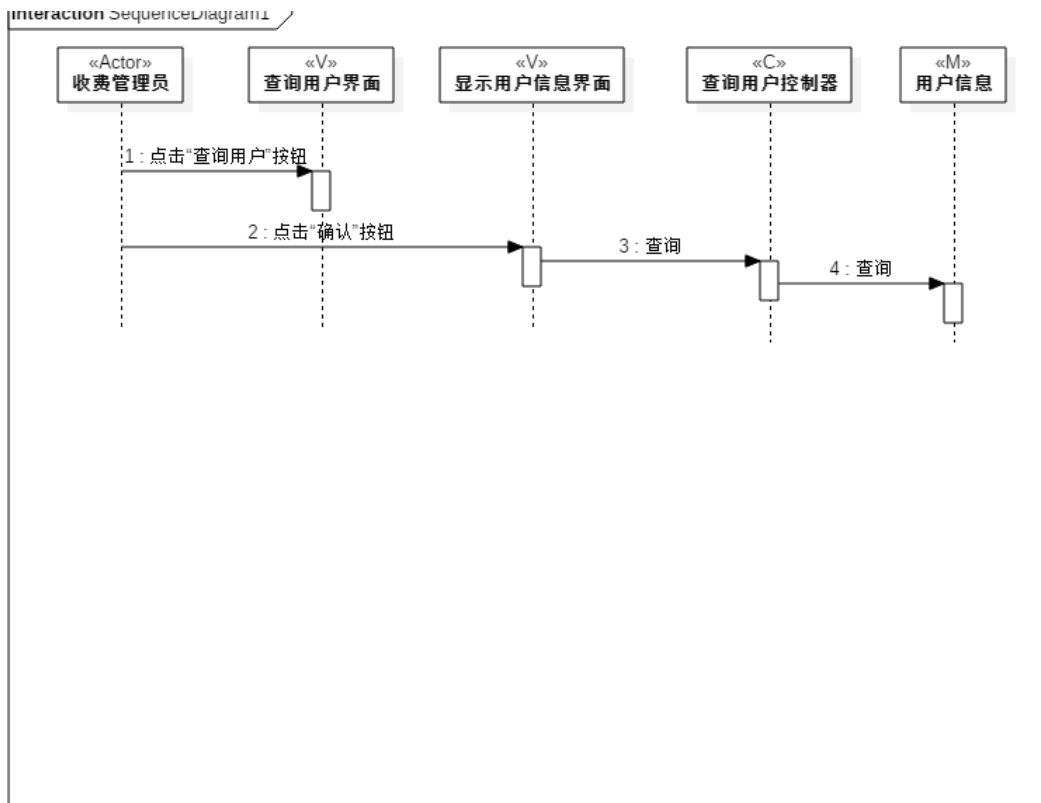 Interaction SequenceDiagram1
«Actor»
收费管理员
«V»
查询用户界面
«V»
显示用户信息界面
«C»
查询用户控制器
«M»
用户信息
1 : 点击“查询用户”按钮
2 : 点击“确认”按钮
3 : 查询
4 : 查询